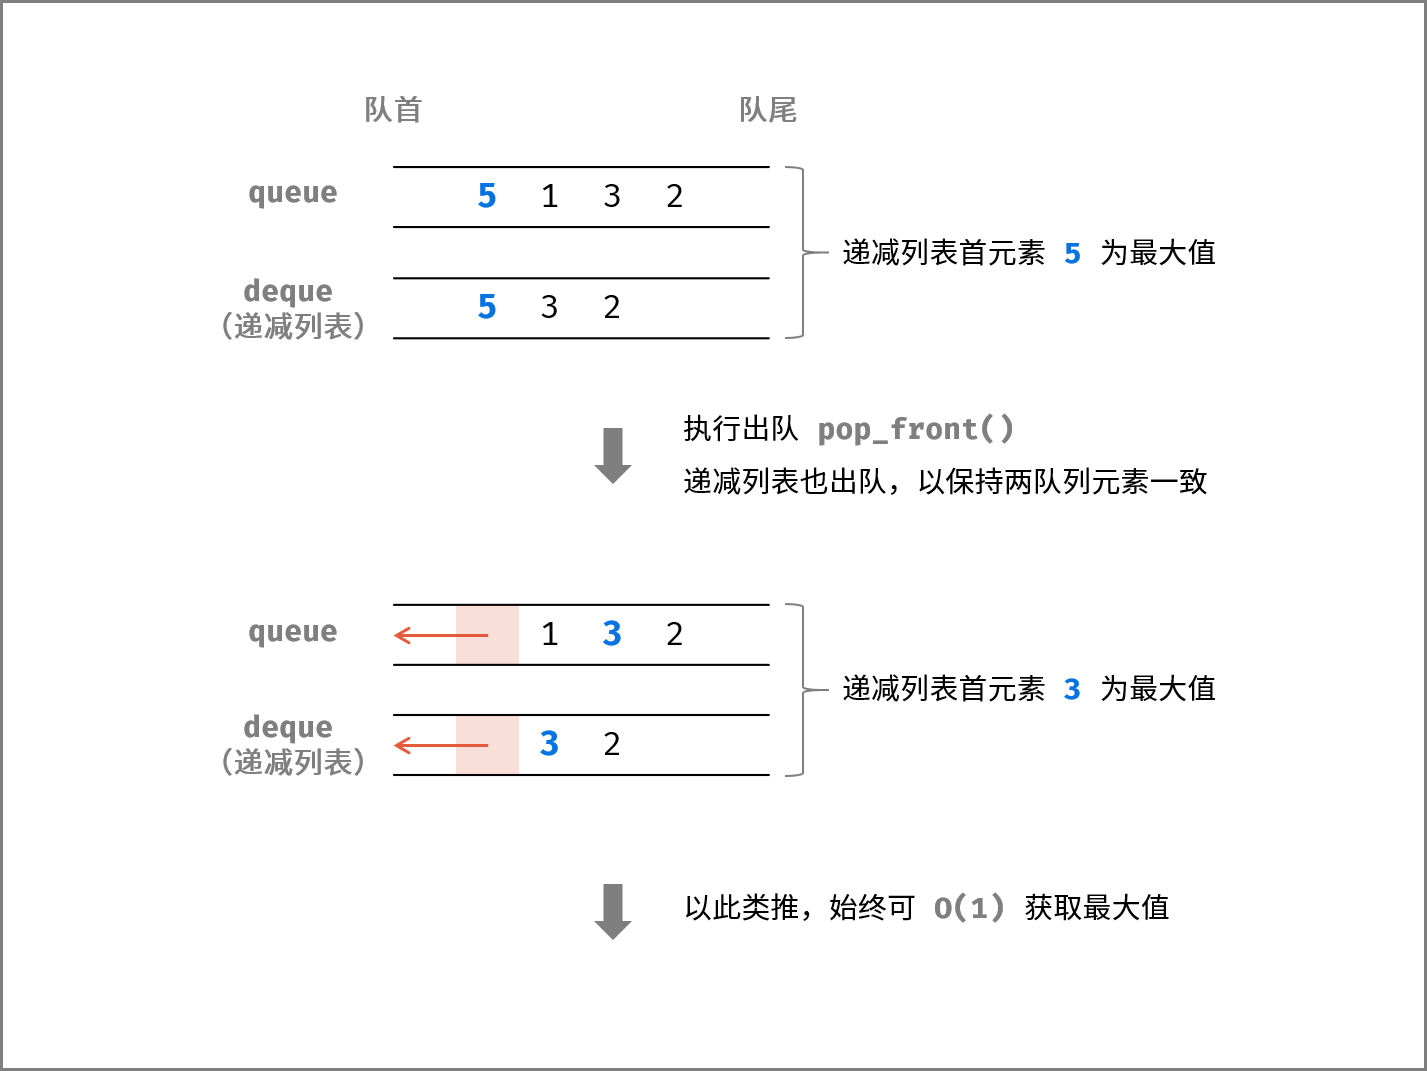 队首 队尾
queue 5 1 3 2
递减列表首元素 5 为最大值
deque 5 3 2
（递减列表）
执行出队 pop_front()
递减列表也出队，以保持两队列元素一致
queue 1 3 2
递减列表首元素 3 为最大值
deque 3 2
（递减列表）
以此类推，始终可 O(1) 获取最大值